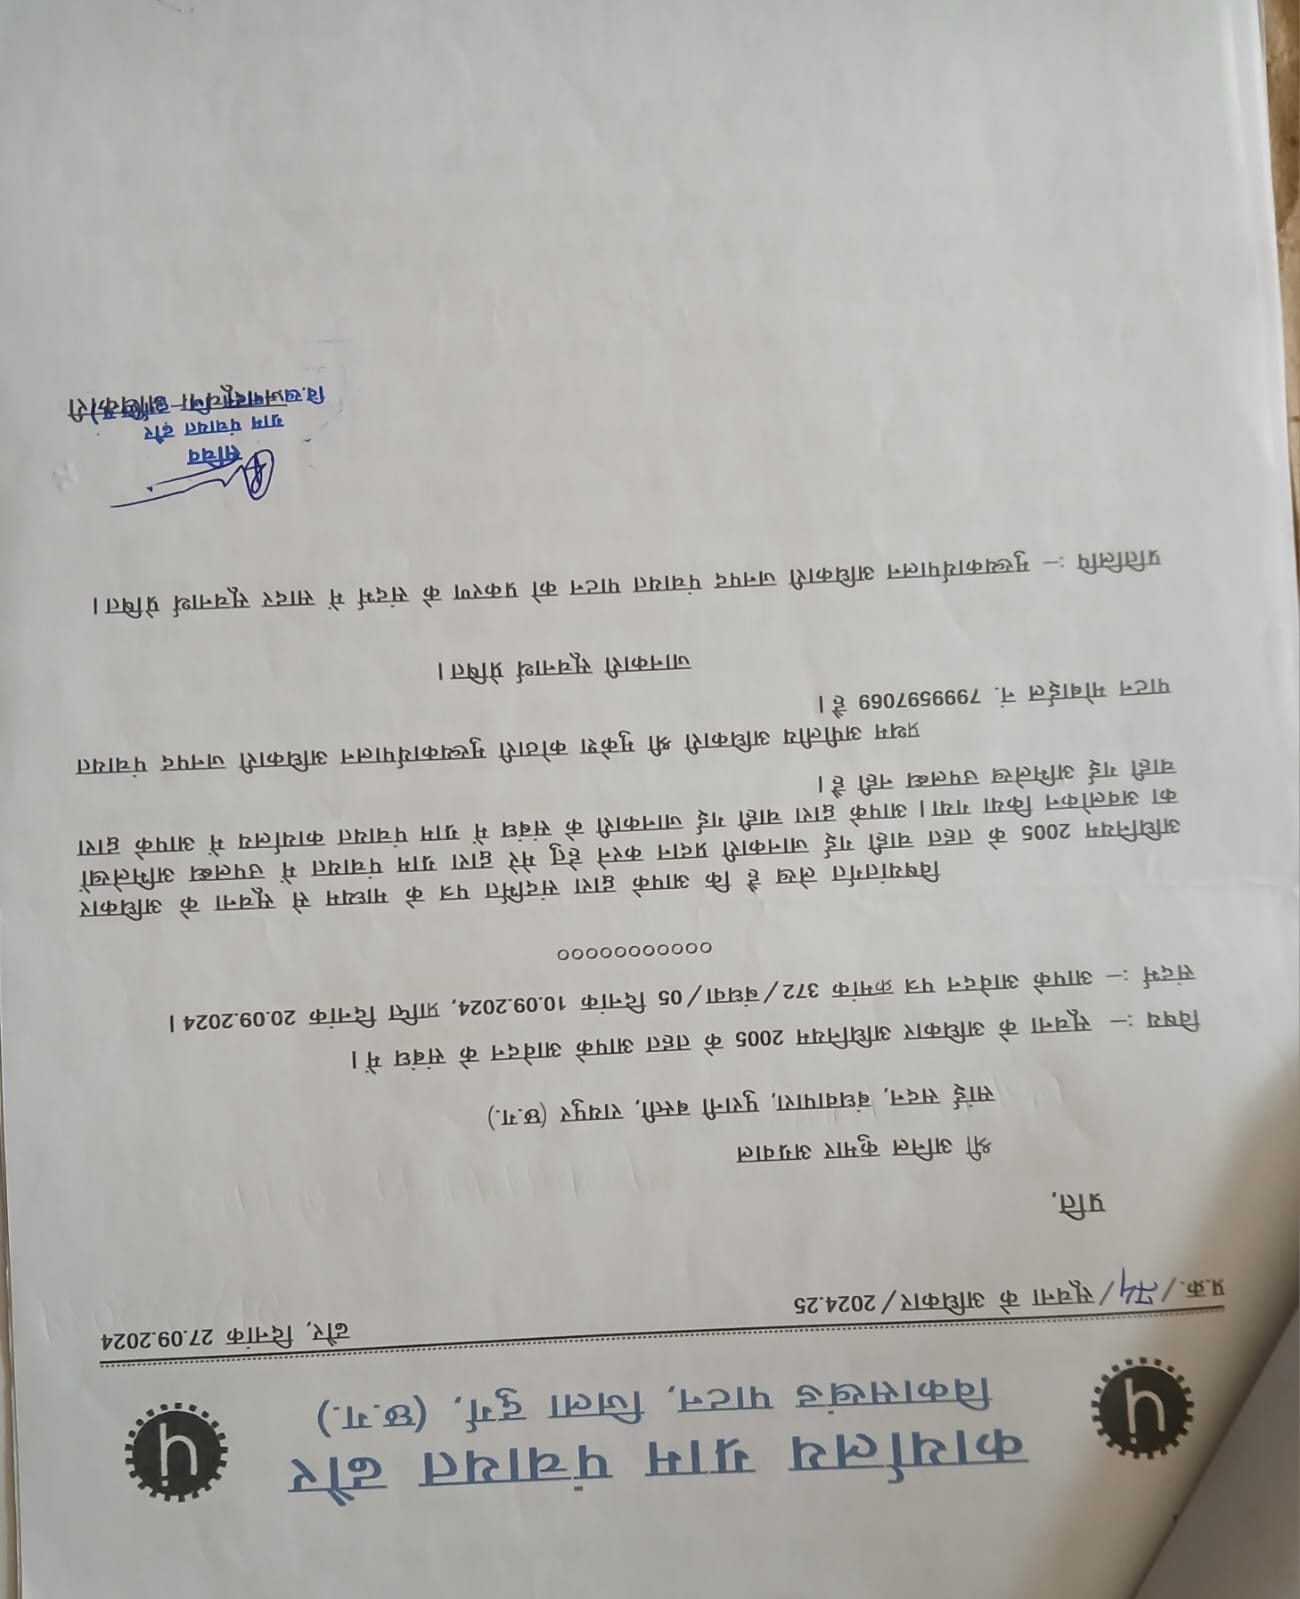 कार्यालय ग्राम पंचायत ढौर
विकासखंड पाटन, जिला दुर्ग, (छ.ग.)
प्र.क्र./74/सूचना के अधिकार/2024.25
ढौर, दिनांक 27.09.2024
प्रति,
श्री अनिल कुमार अग्रवाल
सांई सदन, बंधवापारा, पुरानी बस्ती, रायपुर (छ.ग.)
विषय :– सूचना के अधिकार अधिनियम 2005 के तहत आपके आवेदन के संबंध में।
संदर्भ :– आपके आवेदन पत्र क्रमांक 372/बंधवा/05 दिनांक 10.09.2024, प्राप्ति दिनांक 20.09.2024।
ooooooooooo
विषयांतर्गत लेख है कि आपके द्वारा संदर्भित पत्र के माध्यम से सूचना के अधिकार
अधिनियम 2005 के तहत चाही गई जानकारी प्रदान करने हेतु मेरे द्वारा ग्राम पंचायत में उपलब्ध अभिलेखों
का अवलोकन किया गया। आपके द्वारा चाही गई जानकारी के संबंध में ग्राम पंचायत कार्यालय में आपके द्वारा
चाही गई अभिलेख उपलब्ध नही है।
प्रथम अपीलीय अधिकारी श्री मुकेश कोठारी मुख्यकार्यपालन अधिकारी जनपद पंचायत
पाटन मोबाईल नं. 7999597069 है।
जानकारी सूचनार्थ प्रेषित।
प्रतिलिपि :– मुख्यकार्यपालन अधिकारी जनपद पंचायत पाटन को प्रकरण के संदर्भ में सादर सूचनार्थ प्रेषित।
सचिव
ग्राम पंचायत ढ़ौर